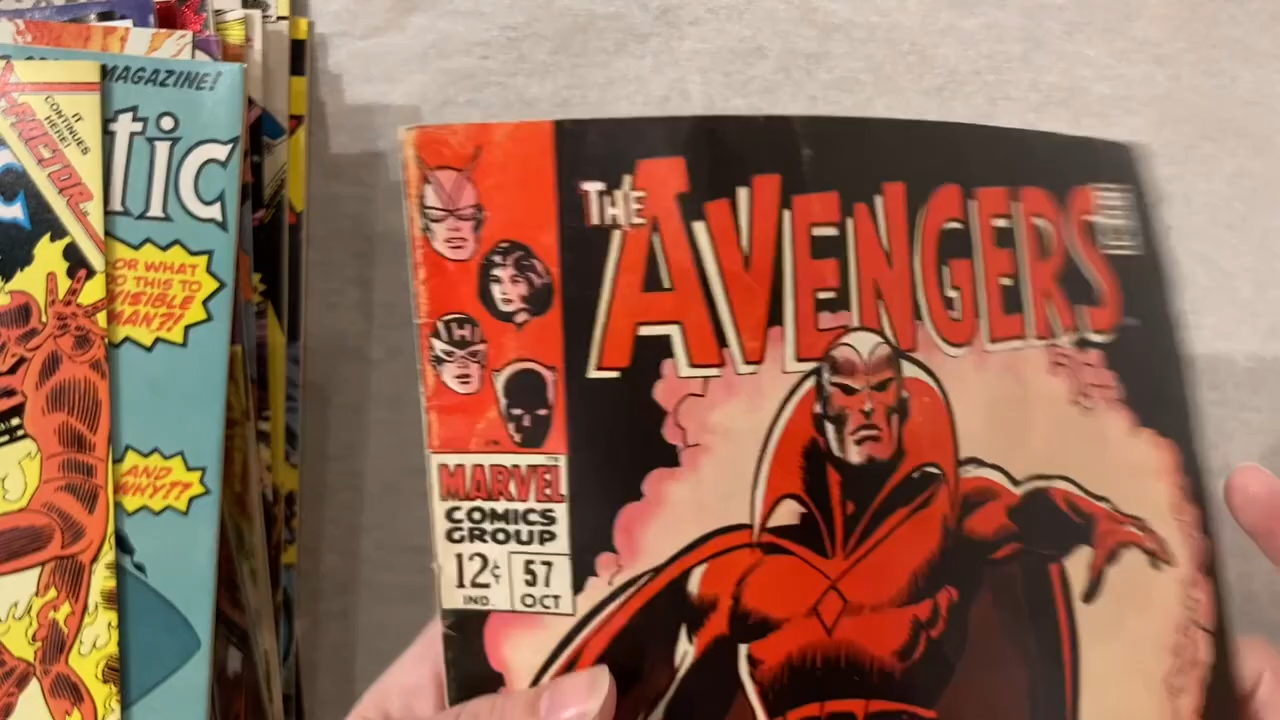 MAGAZINE!
IT
CONTINUES
HERE!
X-FACTOR
tic
OR WHAT
O THIS TO
VISIBLE
MAN?!
AND
WHY??
THE AVENGERS
MARVEL
COMICS
GROUP
12¢
IND.
57
OCT
H